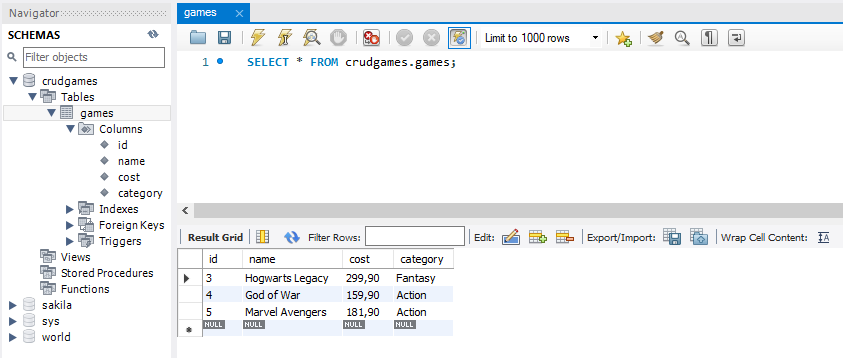 Navigator
SCHEMAS
Filter objects
crudgames
Tables
games
Columns
id
name
cost
category
Indexes
Foreign Keys
Triggers
Views
Stored Procedures
Functions
sakila
sys
world
games
Limit to 1000 rows
1 SELECT * FROM crudgames.games;
Result Grid Filter Rows: Edit: Export/Import: Wrap Cell Content: IA
id name cost category
3 Hogwarts Legacy 299,90 Fantasy
4 God of War 159,90 Action
5 Marvel Avengers 181,90 Action
NULL NULL NULL NULL